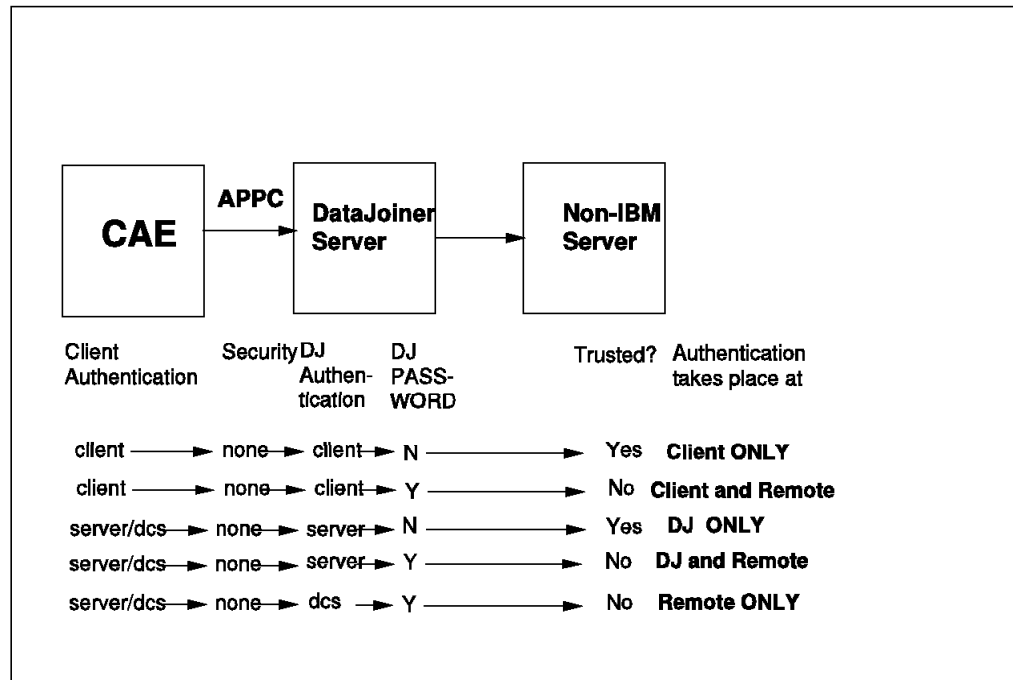 CAE
APPC
DataJoiner
Server
Non-IBM
Server
Client
Authentication
Security
DJ
Authen-
tication
DJ
PASS-
WORD
Trusted?
Authentication
takes place at
client none client N Yes Client ONLY
client none client Y No Client and Remote
server/dcs none server N Yes DJ ONLY
server/dcs none server Y No DJ and Remote
server/dcs none dcs Y No Remote ONLY